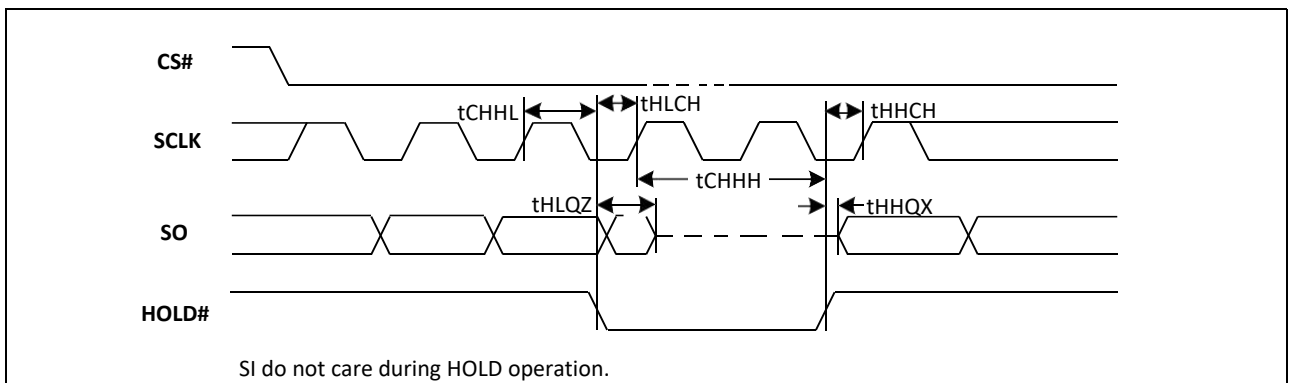 CS#
tCHHL
tHLCH
tHHCH
SCLK
tCHHH
tHLQZ
tHHQX
SO
HOLD#
SI do not care during HOLD operation.